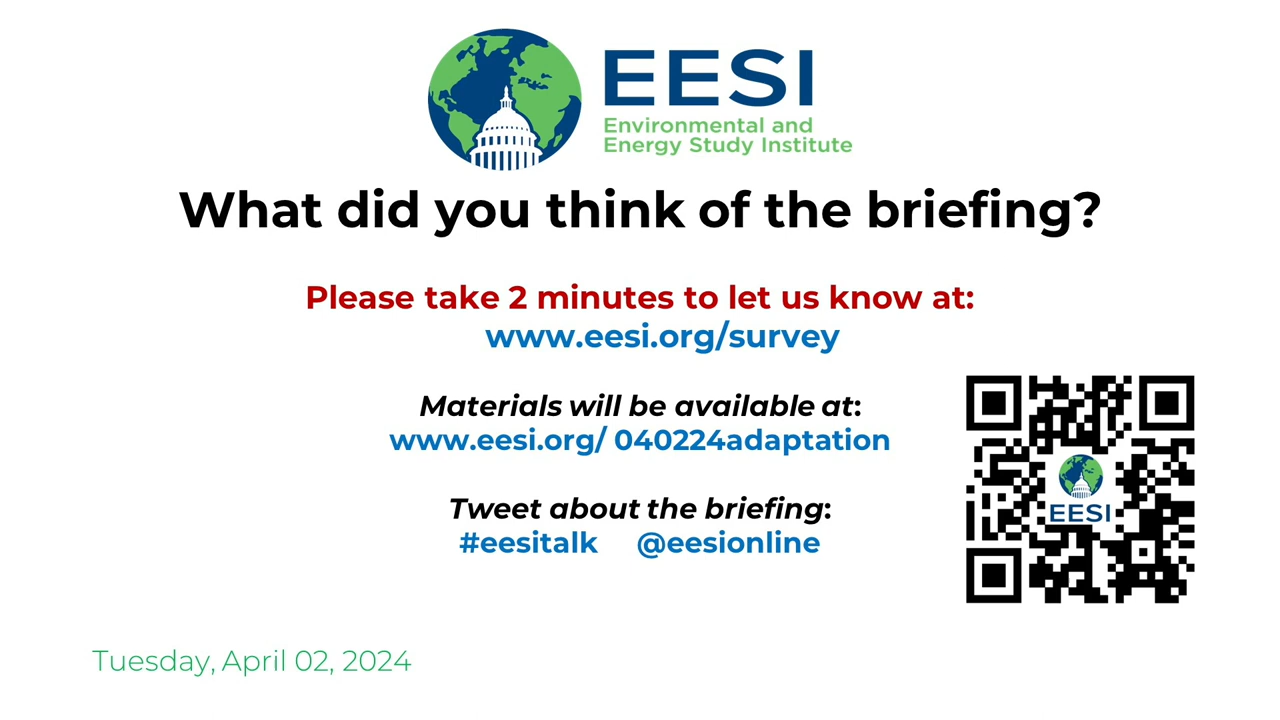 EESI
Environmental and
Energy Study Institute
What did you think of the briefing?
Please take 2 minutes to let us know at:
www.eesi.org/survey
Materials will be available at:
www.eesi.org/ 040224adaptation
Tweet about the briefing:
#eesitalk @eesionline
EESI
Tuesday, April 02, 2024